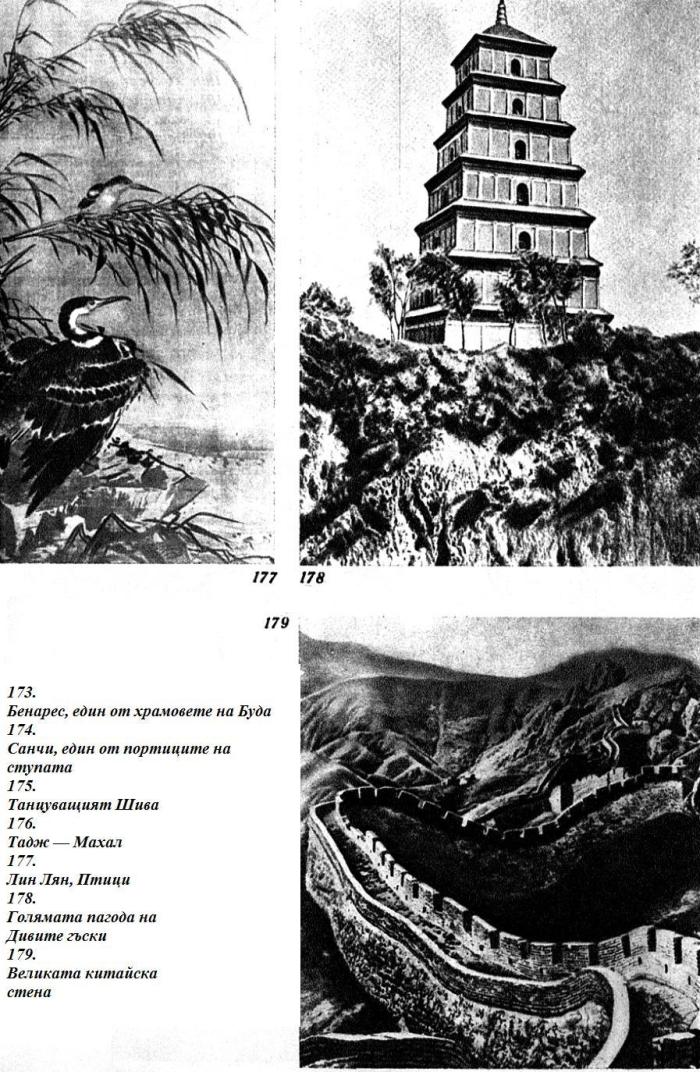 177
178
179
173.
Бенарес, един от храмовете на Буда
174.
Санчи, един от портиците на
ступата
175.
Танцуващият Шива
176.
Тадж — Махал
177.
Лин Лян, Птици
178.
Голямата пагода на
Дивите гъски
179.
Великата китайска
стена